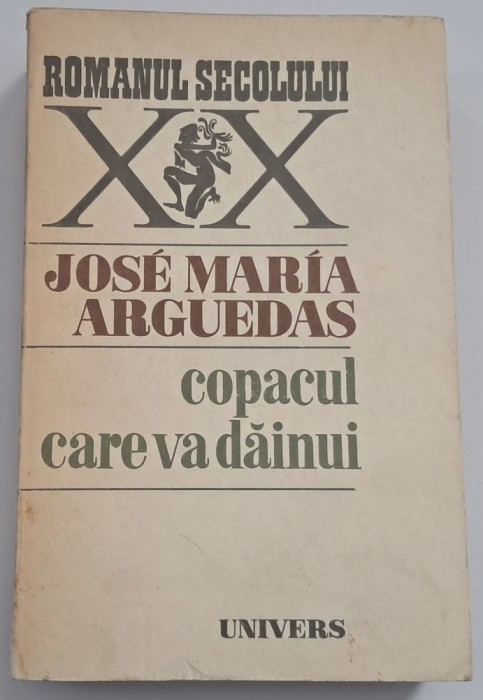 ROMANUL SECOLULUI
XX
JOSÉ MARÍA
ARGUEDAS
copacul
care va dăinui
UNIVERS